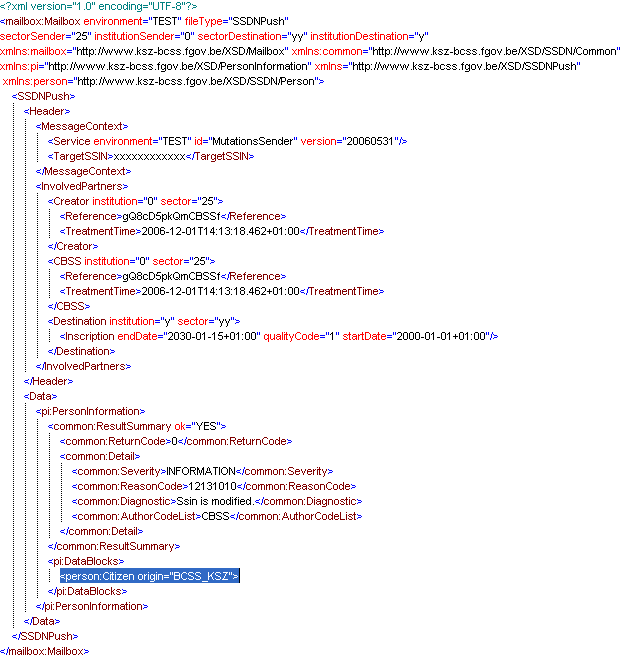 <?xml version="1.0" encoding="UTF-8"?>
<mailbox:Mailbox environment="TEST" fileType="SSDNPush"
sectorSender="25" institutionSender="0" sectorDestination="yy" institutionDestination="y"
xmlns:mailbox="http://www.ksz-bcss.fgov.be/XSD/Mailbox" xmlns:common="http://www.ksz-bcss.fgov.be/XSD/SSDN/Common"
xmlns:pi="http://www.ksz-bcss.fgov.be/XSD/PersonInformation" xmlns="http://www.ksz-bcss.fgov.be/XSD/SSDNPush"
xmlns:person="http://www.ksz-bcss.fgov.be/XSD/SSDN/Person">
<SSDNPush>
<Header>
<MessageContext>
<Service environment="TEST" id="MutationsSender" version="20060531"/>
<TargetSSIN>xxxxxxxxxxxx</TargetSSIN>
</MessageContext>
<InvolvedPartners>
<Creator institution="0" sector="25">
<Reference>gQ8cD5pkQmCBSSf</Reference>
<TreatmentTime>2006-12-01T14:13:18.462+01:00</TreatmentTime>
</Creator>
<CBSS institution="0" sector="25">
<Reference>gQ8cD5pkQmCBSSf</Reference>
<TreatmentTime>2006-12-01T14:13:18.462+01:00</TreatmentTime>
</CBSS>
<Destination institution="y" sector="yy">
<Inscription endDate="2030-01-15+01:00" qualityCode="1" startDate="2000-01-01+01:00"/>
</Destination>
</InvolvedPartners>
</Header>
<Data>
<pi:PersonInformation>
<common:ResultSummary ok="YES">
<common:ReturnCode>0</common:ReturnCode>
<common:Detail>
<common:Severity>INFORMATION</common:Severity>
<common:ReasonCode>12131010</common:ReasonCode>
<common:Diagnostic>Ssin is modified.</common:Diagnostic>
<common:AuthorCodeList>CBSS</common:AuthorCodeList>
</common:Detail>
</common:ResultSummary>
<pi:DataBlocks>
<person:Citizen origin="BCSS_KSZ">
</pi:DataBlocks>
</pi:PersonInformation>
</Data>
</SSDNPush>
</mailbox:Mailbox>